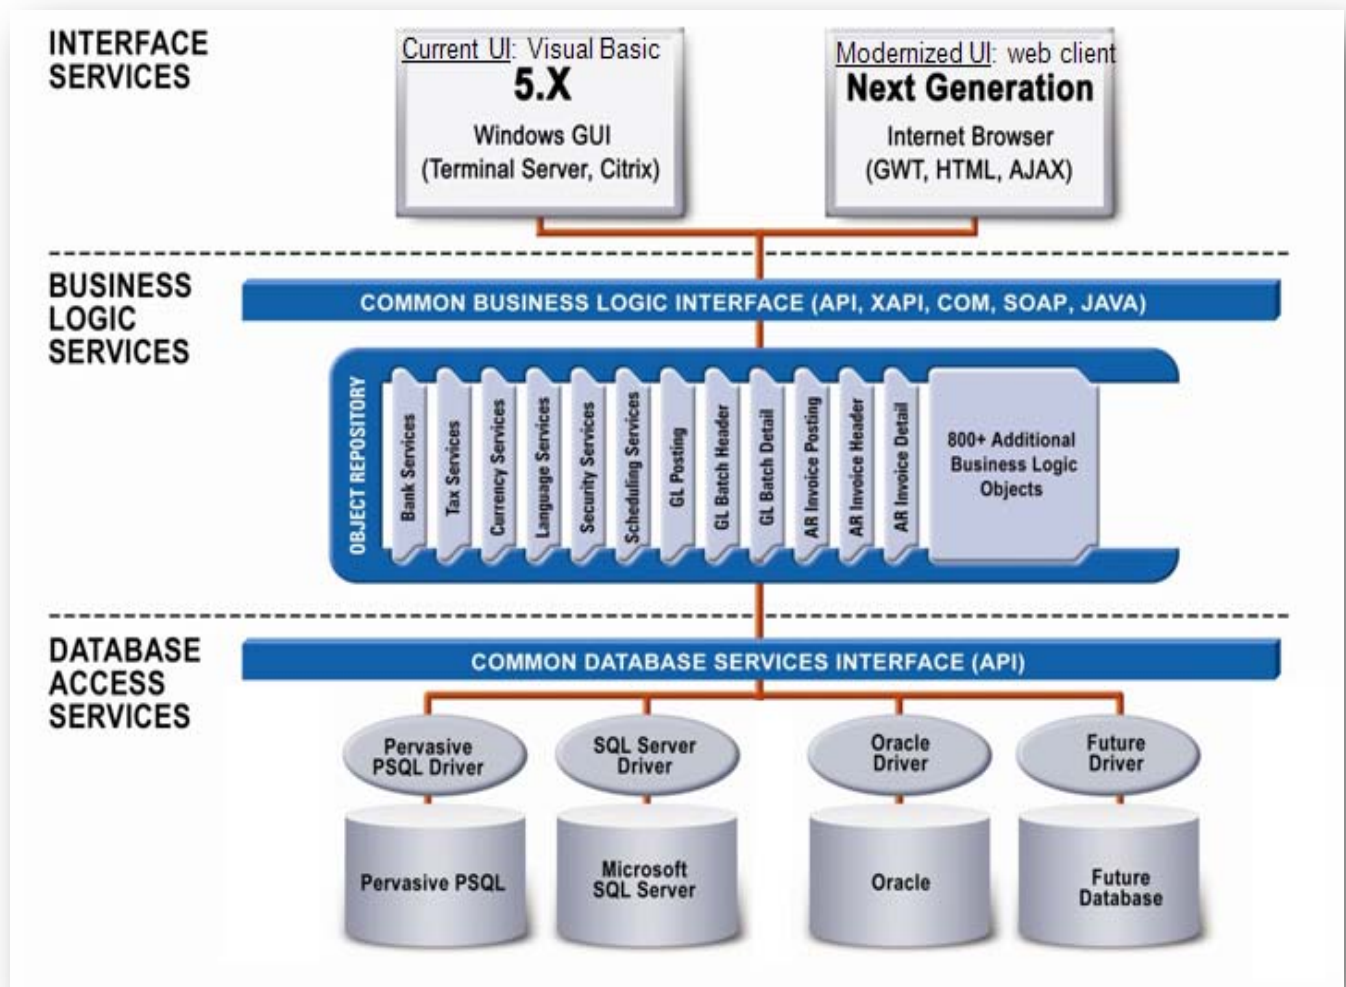 INTERFACE
SERVICES
Current UI: Visual Basic
5.X
Windows GUI
(Terminal Server, Citrix)
Modernized UI: web client
Next Generation
Internet Browser
(GWT, HTML, AJAX)
BUSINESS
LOGIC
SERVICES
COMMON BUSINESS LOGIC INTERFACE (API, XAPI, COM, SOAP, JAVA)
OBJECT REPOSITORY
Bank Services
Tax Services
Currency Services
Language Services
Security Services
Scheduling Services
GL Posting
GL Batch Header
GL Batch Detail
AR Invoice Posting
AR Invoice Header
AR Invoice Detail
800+ Additional
Business Logic
Objects
DATABASE
ACCESS
SERVICES
COMMON DATABASE SERVICES INTERFACE (API)
Pervasive
PSQL Driver
SQL Server
Driver
Oracle
Driver
Future
Driver
Pervasive PSQL
Microsoft
SQL Server
Oracle
Future
Database